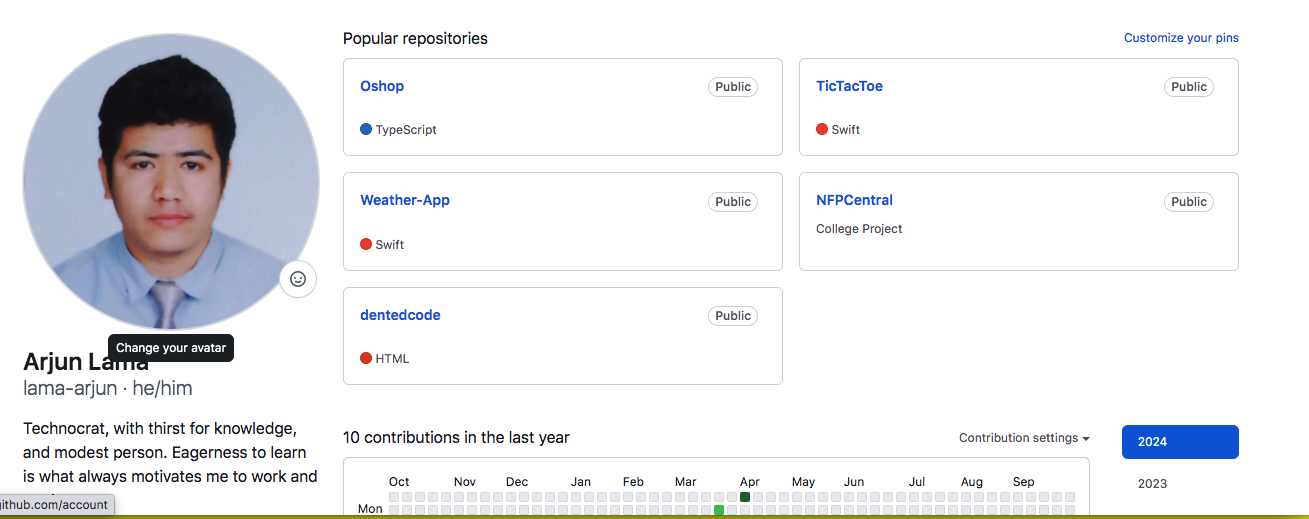 Popular repositories
Customize your pins
Oshop
Public
TypeScript
TicTacToe
Public
Swift
Weather-App
Public
Swift
NFPCentral
Public
College Project
dentedcode
Public
HTML
Change your avatar
Arjun Lama
lama-arjun · he/him
Technocrat, with thirst for knowledge,
and modest person. Eagerness to learn
is what always motivates me to work and
github.com/account
10 contributions in the last year
Contribution settings
2024
2023
Oct Nov Dec Jan Feb Mar Apr May Jun Jul Aug Sep
Mon